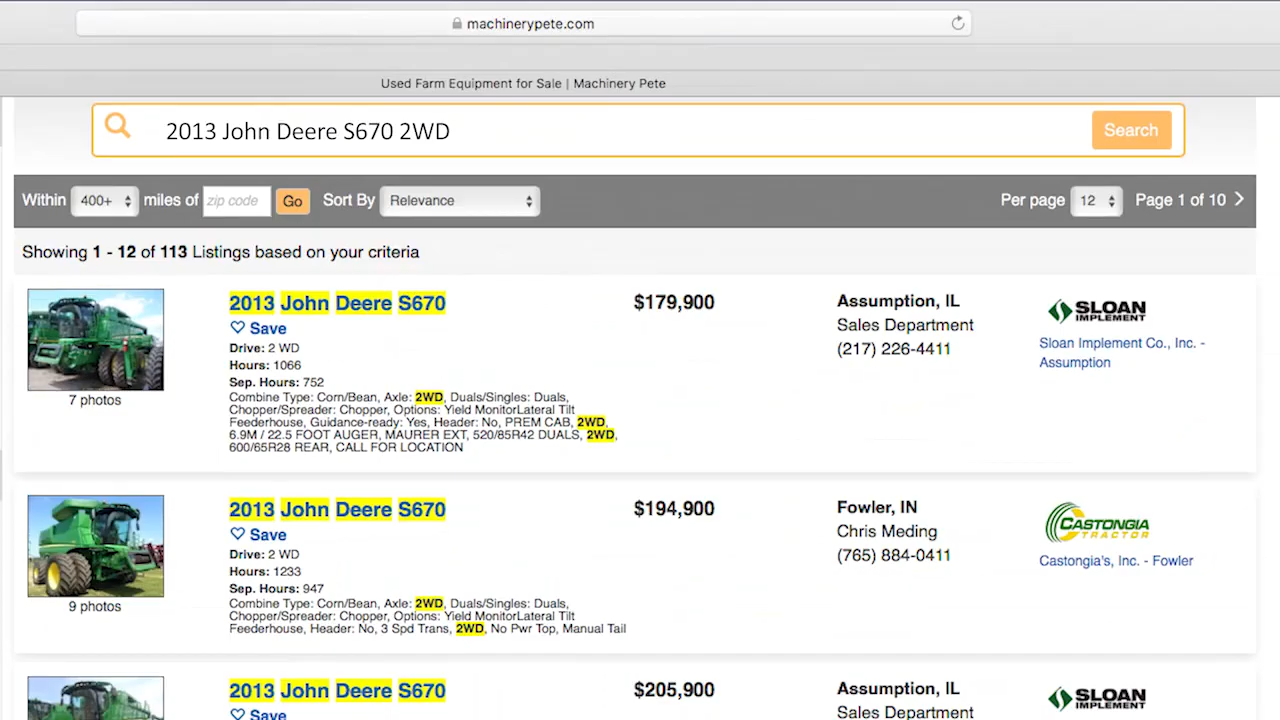 machinerypete.com
Used Farm Equipment for Sale | Machinery Pete
2013 John Deere S670 2WD
Search
Within 400+ miles of zip code Go Sort By Relevance Per page 12 Page 1 of 10
Showing 1 - 12 of 113 Listings based on your criteria
2013 John Deere S670
Save
Drive: 2 WD
Hours: 1066
Sep. Hours: 752
Combine Type: Corn/Bean, Axle: 2WD, Duals/Singles: Duals,
Chopper/Spreader: Chopper, Options: Yield MonitorLateral Tilt
Feederhouse, Guidance-ready: Yes, Header: No, PREM CAB, 2WD,
6.9M / 22.5 FOOT AUGER, MAURER EXT, 520/85R42 DUALS, 2WD,
600/65R28 REAR, CALL FOR LOCATION
7 photos
$179,900
Assumption, IL
Sales Department
(217) 226-4411
SLOAN
IMPLEMENT
Sloan Implement Co., Inc. -
Assumption
2013 John Deere S670
Save
Drive: 2 WD
Hours: 1233
Sep. Hours: 947
Combine Type: Corn/Bean, Axle: 2WD, Duals/Singles: Duals,
Chopper/Spreader: Chopper, Options: Yield MonitorLateral Tilt
Feederhouse, Header: No, 3 Spd Trans, 2WD, No Pwr Top, Manual Tail
9 photos
$194,900
Fowler, IN
Chris Meding
(765) 884-0411
CASTONGIA
TRACTOR
Castongia's, Inc. - Fowler
2013 John Deere S670
Save
$205,900
Assumption, IL
Sales Department
SLOAN
IMPLEMENT